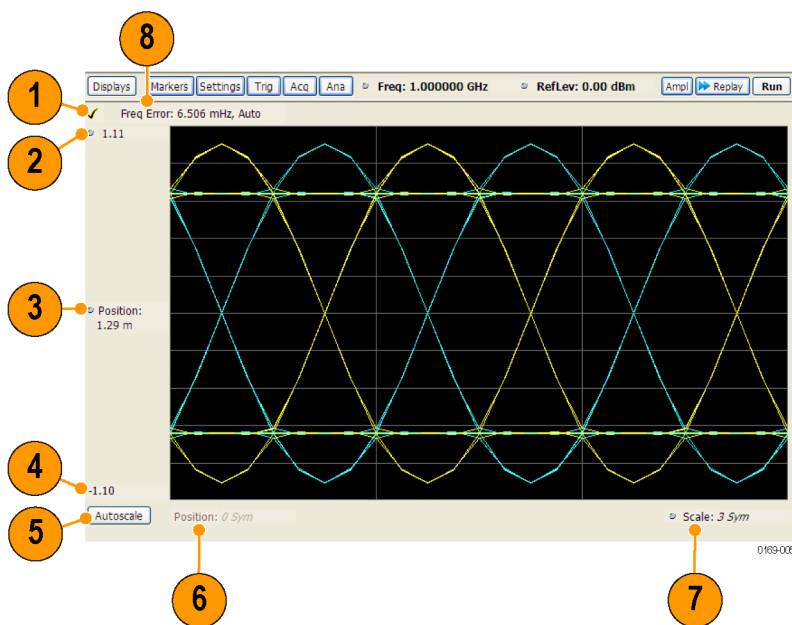 8
Displays Markers Settings Trig Acq Ana Freq: 1.000000 GHz RefLev: 0.00 dBm Ampl Replay Run
1
Freq Error: 6.506 mHz, Auto
2
1.11
3
Position:
1.29 m
4
-1.10
5
Autoscale Position: 0 Sym Scale: 3 Sym
0169-005
6
7